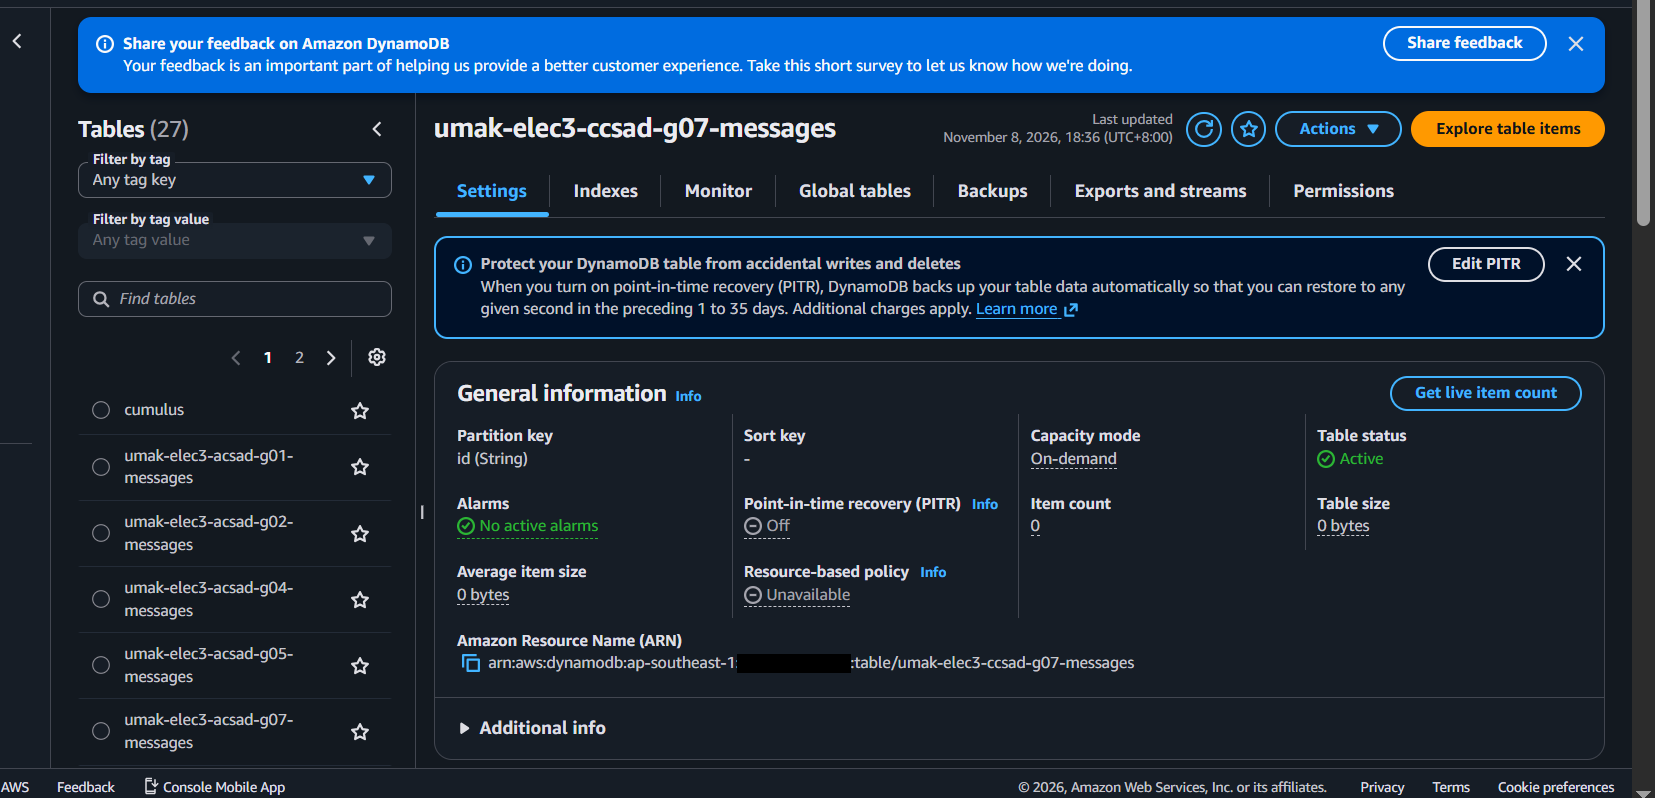 Share your feedback on Amazon DynamoDB
Your feedback is an important part of helping us provide a better customer experience. Take this short survey to let us know how we're doing.
Share feedback
Tables (27)
Filter by tag
Any tag key
Filter by tag value
Any tag value
Find tables
1 2
cumulus
umak-elec3-acsad-g01-
messages
umak-elec3-acsad-g02-
messages
umak-elec3-acsad-g04-
messages
umak-elec3-acsad-g05-
messages
umak-elec3-acsad-g07-
messages
umak-elec3-ccsad-g07-messages
Last updated
November 8, 2026, 18:36 (UTC+8:00)
Actions
Explore table items
Settings Indexes Monitor Global tables Backups Exports and streams Permissions
Protect your DynamoDB table from accidental writes and deletes
When you turn on point-in-time recovery (PITR), DynamoDB backs up your table data automatically so that you can restore to any
given second in the preceding 1 to 35 days. Additional charges apply. Learn more
Edit PITR
General information Info
Get live item count
Partition key
id (String)
Sort key
-
Capacity mode
On-demand
Table status
Active
Alarms
No active alarms
Point-in-time recovery (PITR) Info
Off
Item count
0
Table size
0 bytes
Average item size
0 bytes
Resource-based policy Info
Unavailable
Amazon Resource Name (ARN)
arn:aws:dynamodb:ap-southeast-1: :table/umak-elec3-ccsad-g07-messages
Additional info
AWS Feedback Console Mobile App
© 2026, Amazon Web Services, Inc. or its affiliates. Privacy Terms Cookie preferences